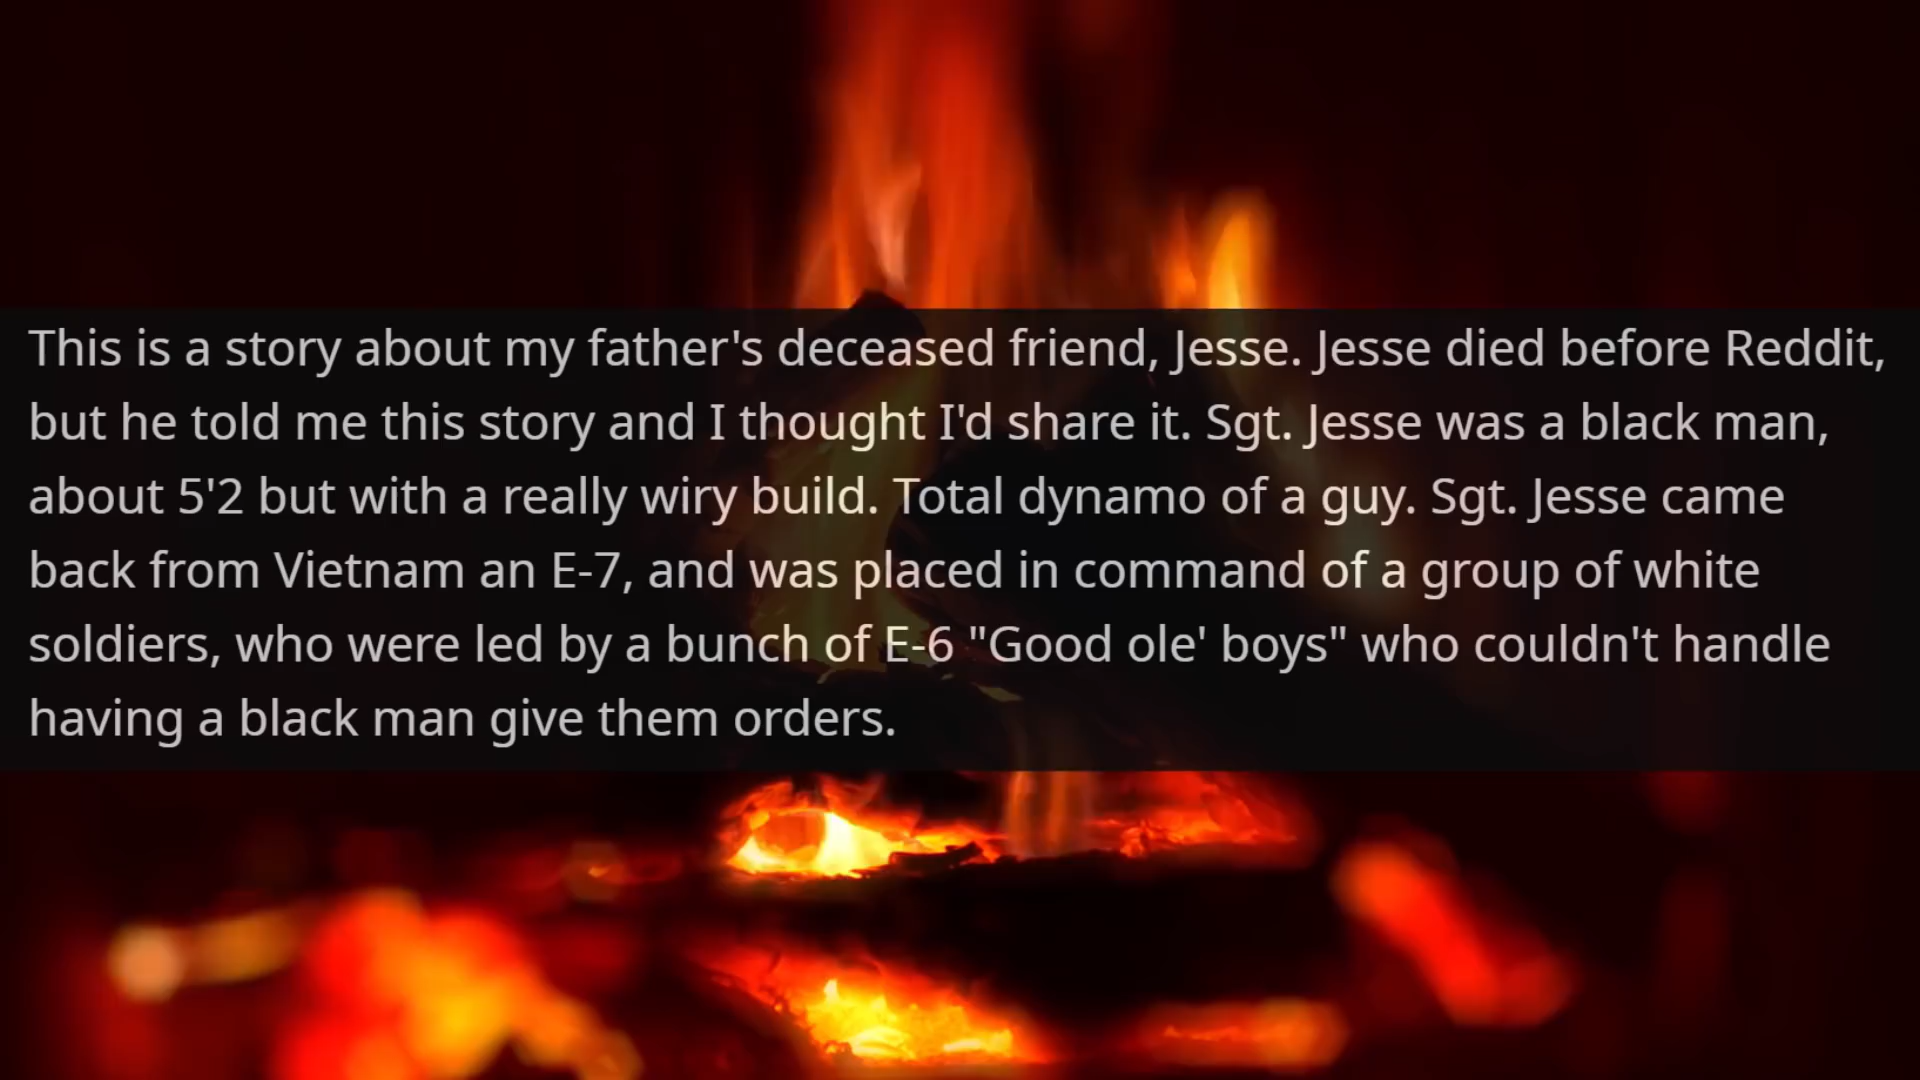 This is a story about my father's deceased friend, Jesse. Jesse died before Reddit,
but he told me this story and I thought I'd share it. Sgt. Jesse was a black man,
about 5'2 but with a really wiry build. Total dynamo of a guy. Sgt. Jesse came
back from Vietnam an E-7, and was placed in command of a group of white
soldiers, who were led by a bunch of E-6 "Good ole' boys" who couldn't handle
having a black man give them orders.